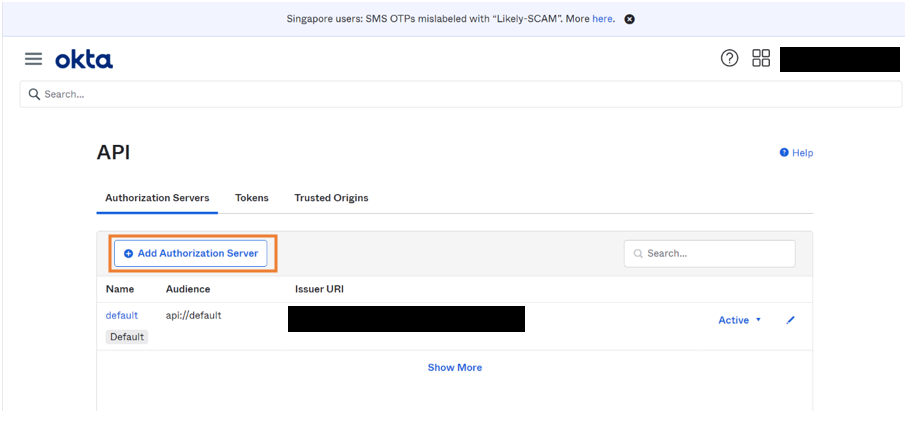 Singapore users: SMS OTPs mislabeled with “Likely-SCAM”. More here.
okta
Search...
API
Help
Authorization Servers Tokens Trusted Origins
Add Authorization Server
Search...
Name Audience Issuer URI
default api://default
Active
Default
Show More